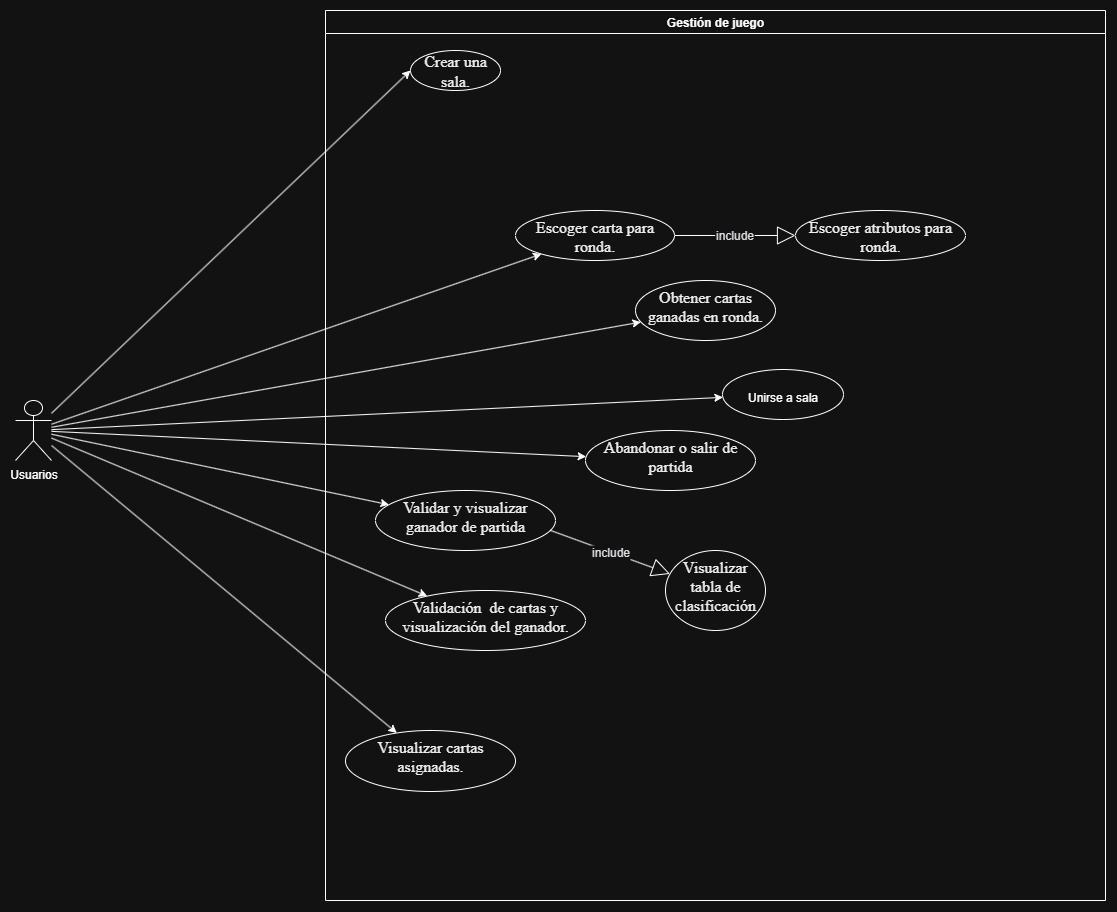 Gestión de juego
Crear una
sala.
Escoger carta para
ronda.
include
Escoger atributos para
ronda.
Obtener cartas
ganadas en ronda.
Unirse a sala
Usuarios
Abandonar o salir de
partida
Validar y visualizar
ganador de partida
include
Visualizar
tabla de
clasificación
Validación  de cartas y
visualización del ganador.
Visualizar cartas
asignadas.